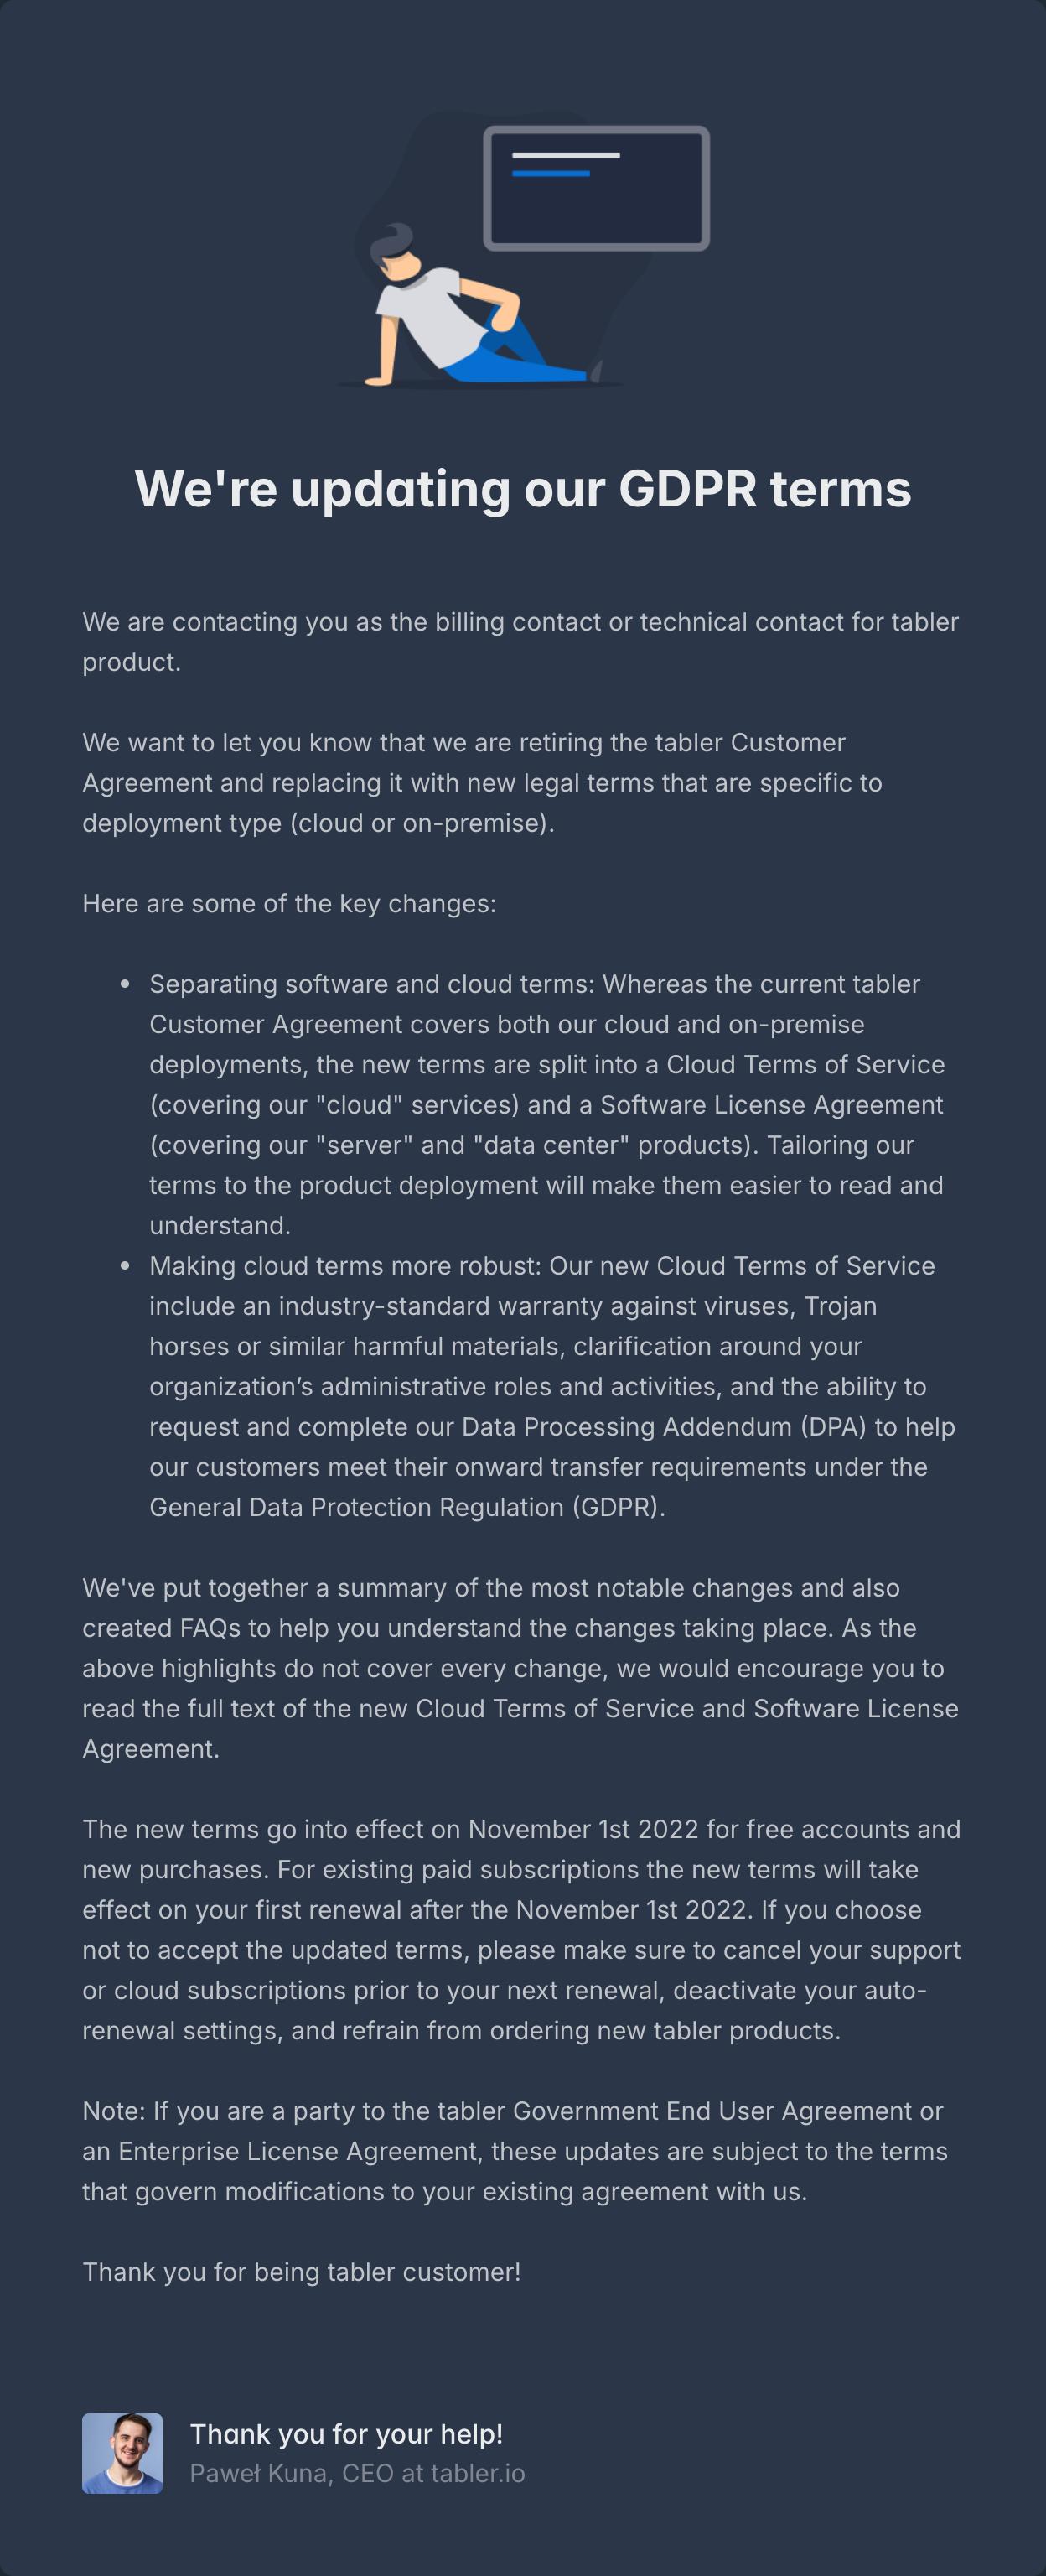 We're updating our GDPR terms
We are contacting you as the billing contact or technical contact for tabler
product.
We want to let you know that we are retiring the tabler Customer
Agreement and replacing it with new legal terms that are specific to
deployment type (cloud or on-premise).
Here are some of the key changes:
• Separating software and cloud terms: Whereas the current tabler
Customer Agreement covers both our cloud and on-premise
deployments, the new terms are split into a Cloud Terms of Service
(covering our "cloud" services) and a Software License Agreement
(covering our "server" and "data center" products). Tailoring our
terms to the product deployment will make them easier to read and
understand.
• Making cloud terms more robust: Our new Cloud Terms of Service
include an industry-standard warranty against viruses, Trojan
horses or similar harmful materials, clarification around your
organization’s administrative roles and activities, and the ability to
request and complete our Data Processing Addendum (DPA) to help
our customers meet their onward transfer requirements under the
General Data Protection Regulation (GDPR).
We've put together a summary of the most notable changes and also
created FAQs to help you understand the changes taking place. As the
above highlights do not cover every change, we would encourage you to
read the full text of the new Cloud Terms of Service and Software License
Agreement.
The new terms go into effect on November 1st 2022 for free accounts and
new purchases. For existing paid subscriptions the new terms will take
effect on your first renewal after the November 1st 2022. If you choose
not to accept the updated terms, please make sure to cancel your support
or cloud subscriptions prior to your next renewal, deactivate your auto-
renewal settings, and refrain from ordering new tabler products.
Note: If you are a party to the tabler Government End User Agreement or
an Enterprise License Agreement, these updates are subject to the terms
that govern modifications to your existing agreement with us.
Thank you for being tabler customer!
Thank you for your help!
Paweł Kuna, CEO at tabler.io